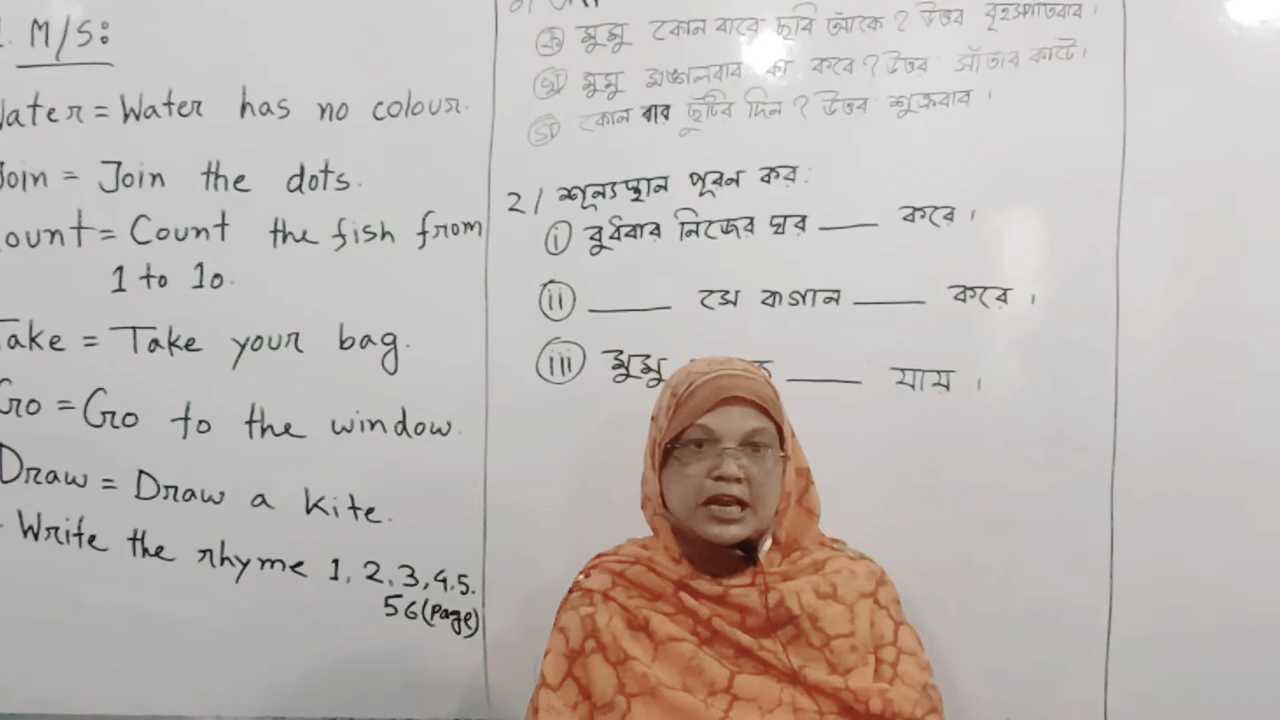 M/S:
Water = Water has no colour.
Join = Join the dots.
Count = Count the fish from
1 to 10.
Take = Take your bag.
Go = Go to the window.
Draw = Draw a kite.
Write the rhyme 1, 2, 3, 4. 5.
56 (page)
মুমু কোন বারে ছবি আঁকে ? উত্তর বৃহস্পতিবার ।
মুমু মঙ্গলবার কী করে ? উত্তর : সাঁতার কাটে ।
কোন বার ছুটির দিন ? উত্তর শুক্রবার ।
2/ শূন্যস্থান পূরন কর :
i বুধবার নিজের ঘর ___ করে ।
ii ___ সে বাগান ___ করে ।
iii মুমু ___ যায় ।